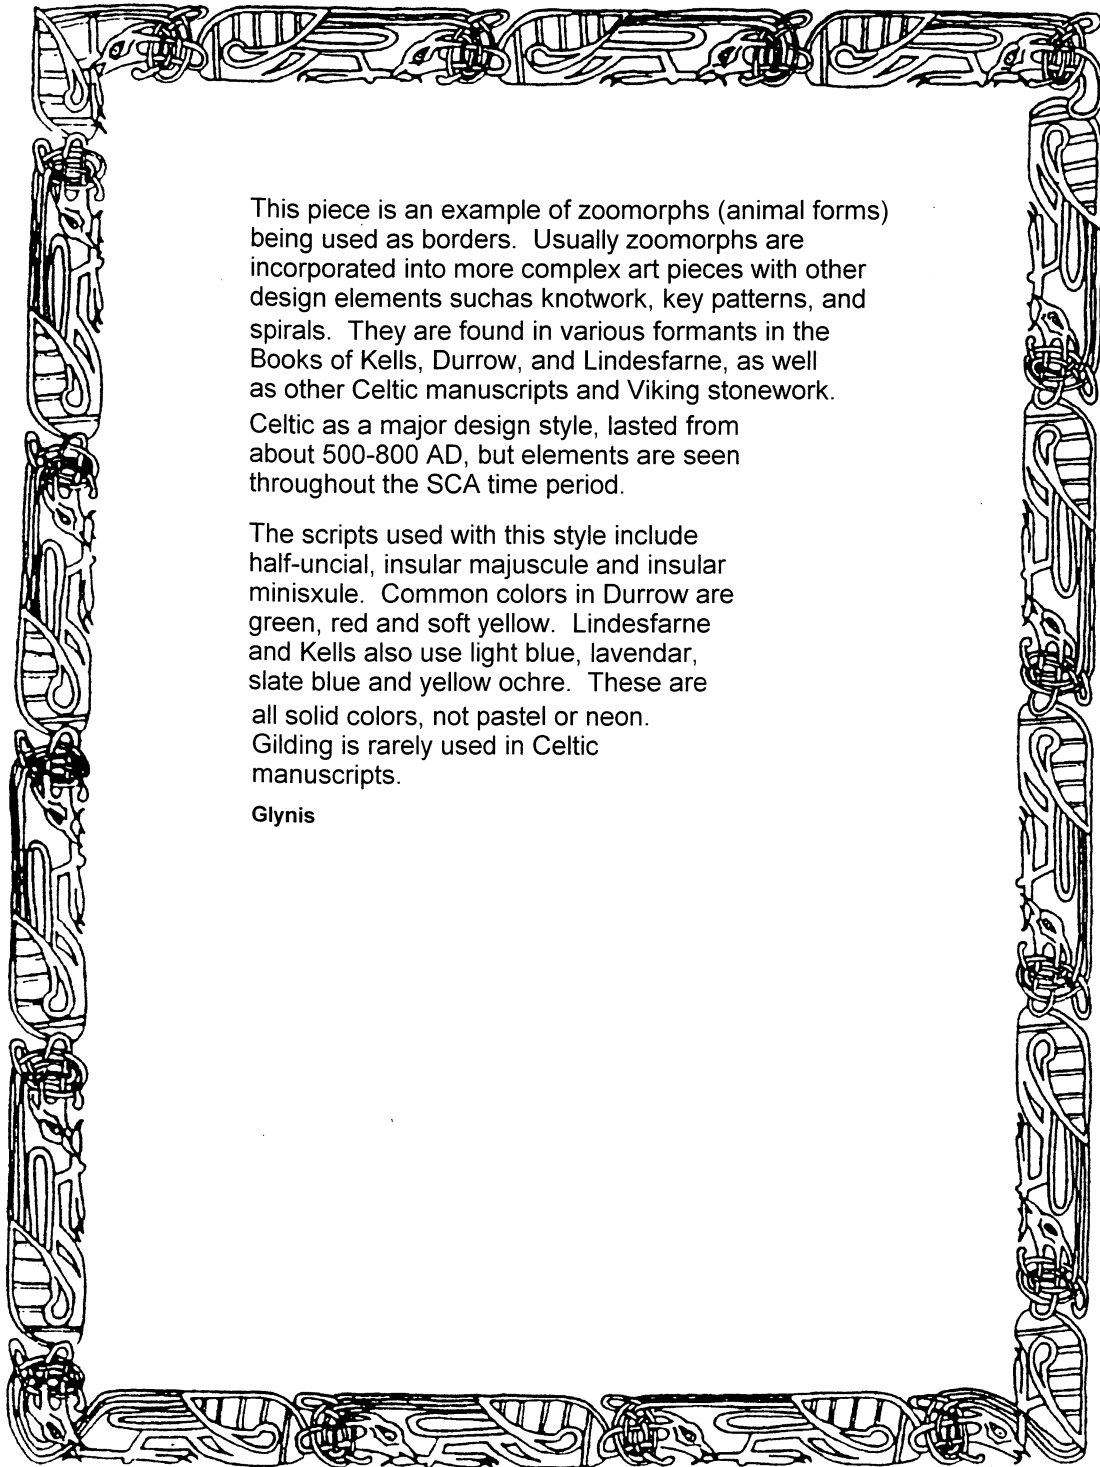 This piece is an example of zoomorphs (animal forms)
being used as borders.  Usually zoomorphs are
incorporated into more complex art pieces with other
design elements suchas knotwork, key patterns, and
spirals.  They are found in various formants in the
Books of Kells, Durrow, and Lindesfarne, as well
as other Celtic manuscripts and Viking stonework.
Celtic as a major design style, lasted from
about 500-800 AD, but elements are seen
throughout the SCA time period.
The scripts used with this style include
half-uncial, insular majuscule and insular
minisxule.  Common colors in Durrow are
green, red and soft yellow.  Lindesfarne
and Kells also use light blue, lavendar,
slate blue and yellow ochre.  These are
all solid colors, not pastel or neon.
Gilding is rarely used in Celtic
manuscripts.
Glynis